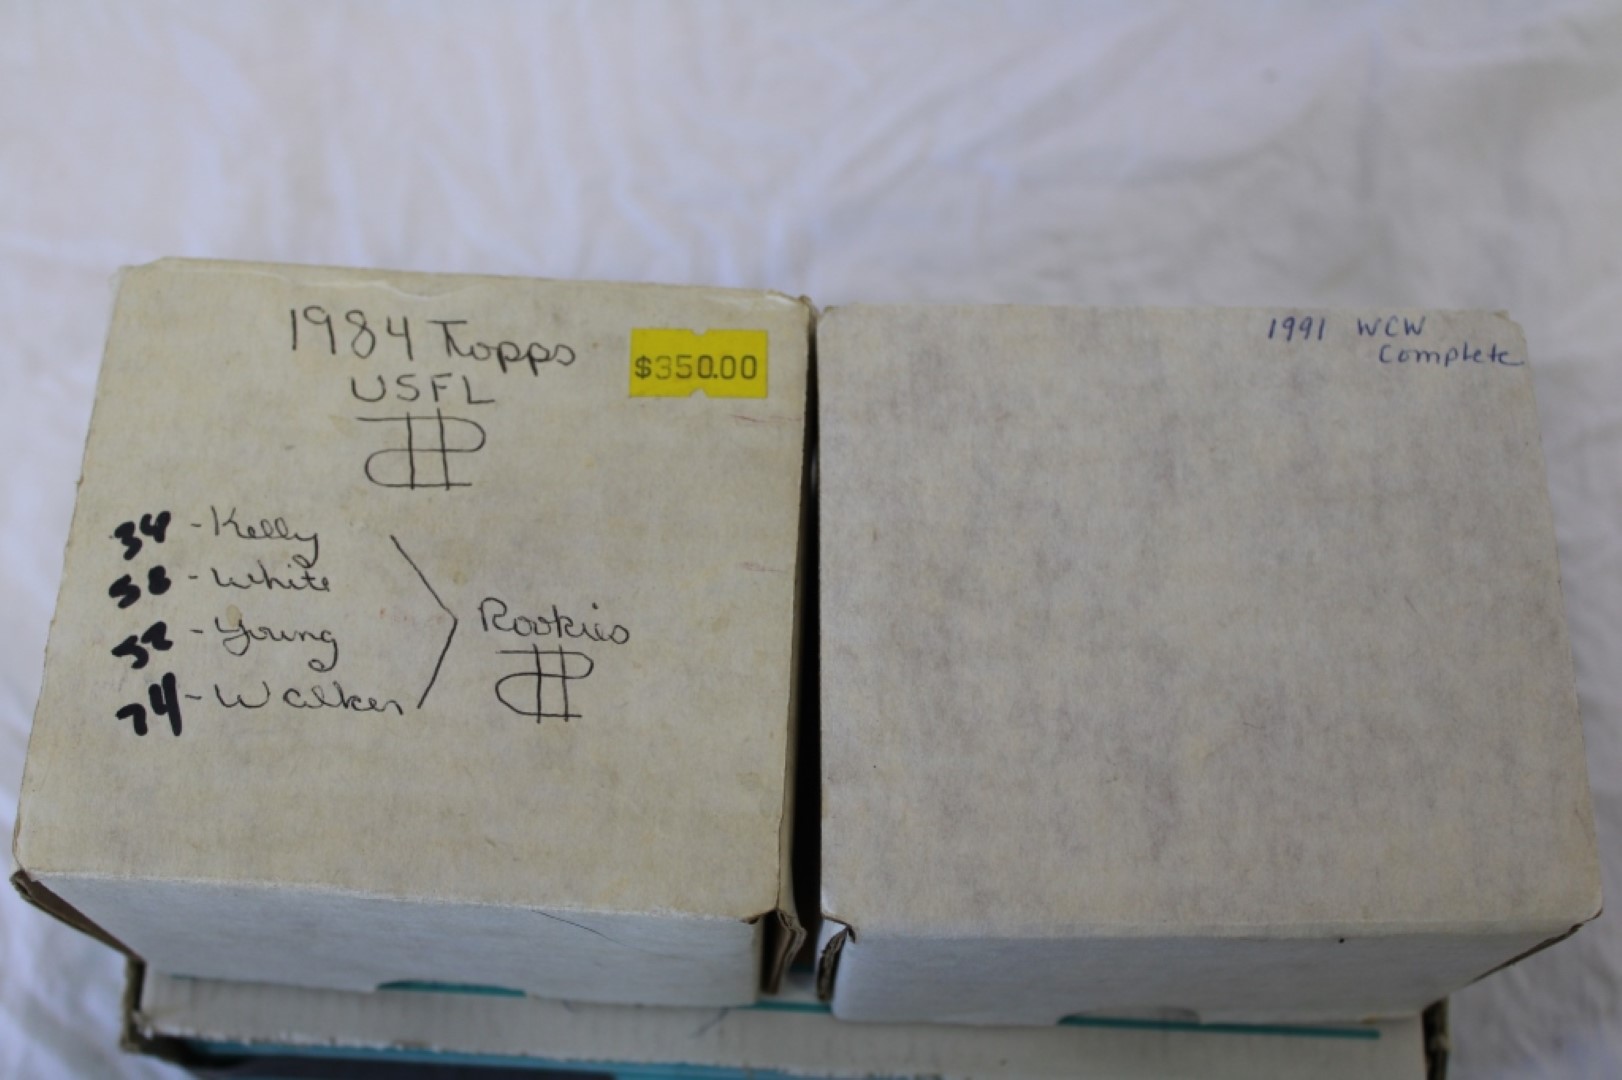 1984 Topps
USFL
$350.00
34 - Kelly
58 - White
52 - Young
74 - Walker
Rookies
1991 WCW
Complete